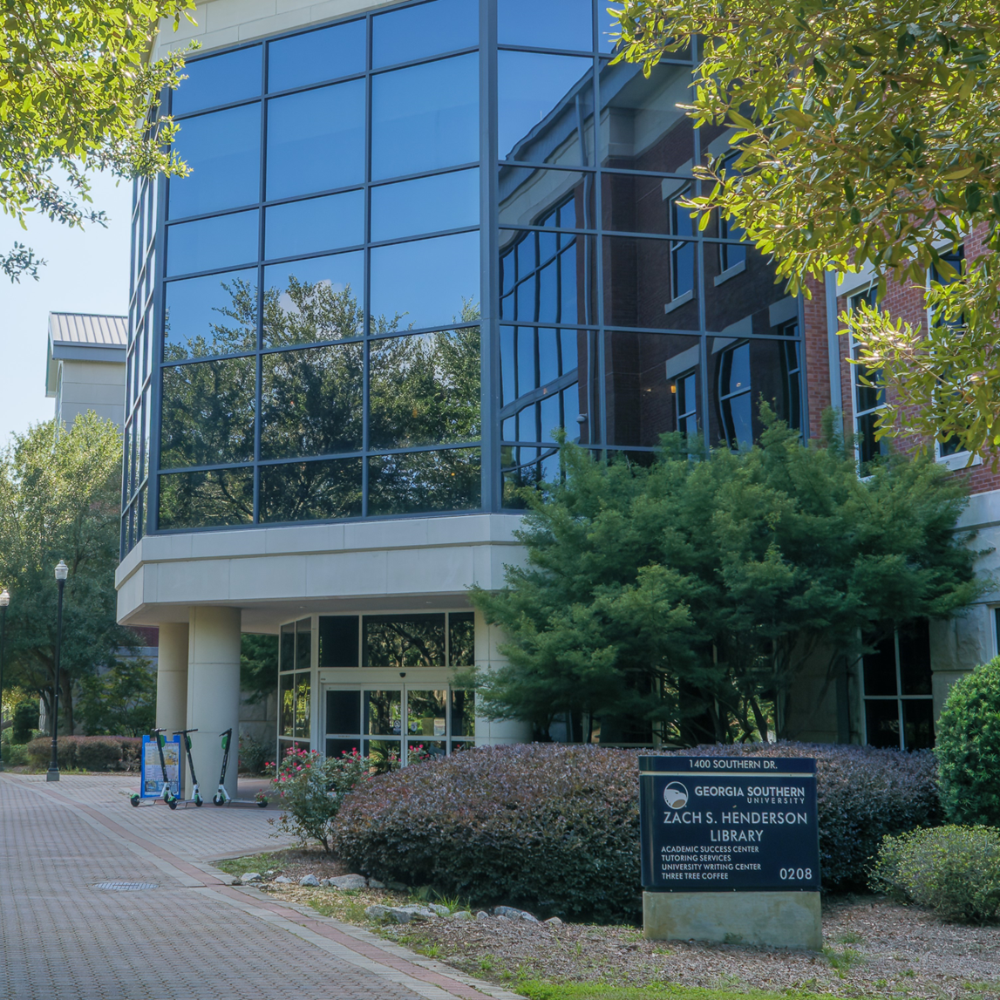 1400 SOUTHERN DR.
GEORGIA SOUTHERN
UNIVERSITY
ZACH S. HENDERSON
LIBRARY
ACADEMIC SUCCESS CENTER
TUTORING SERVICES
UNIVERSITY WRITING CENTER
THREE TREE COFFEE
0208